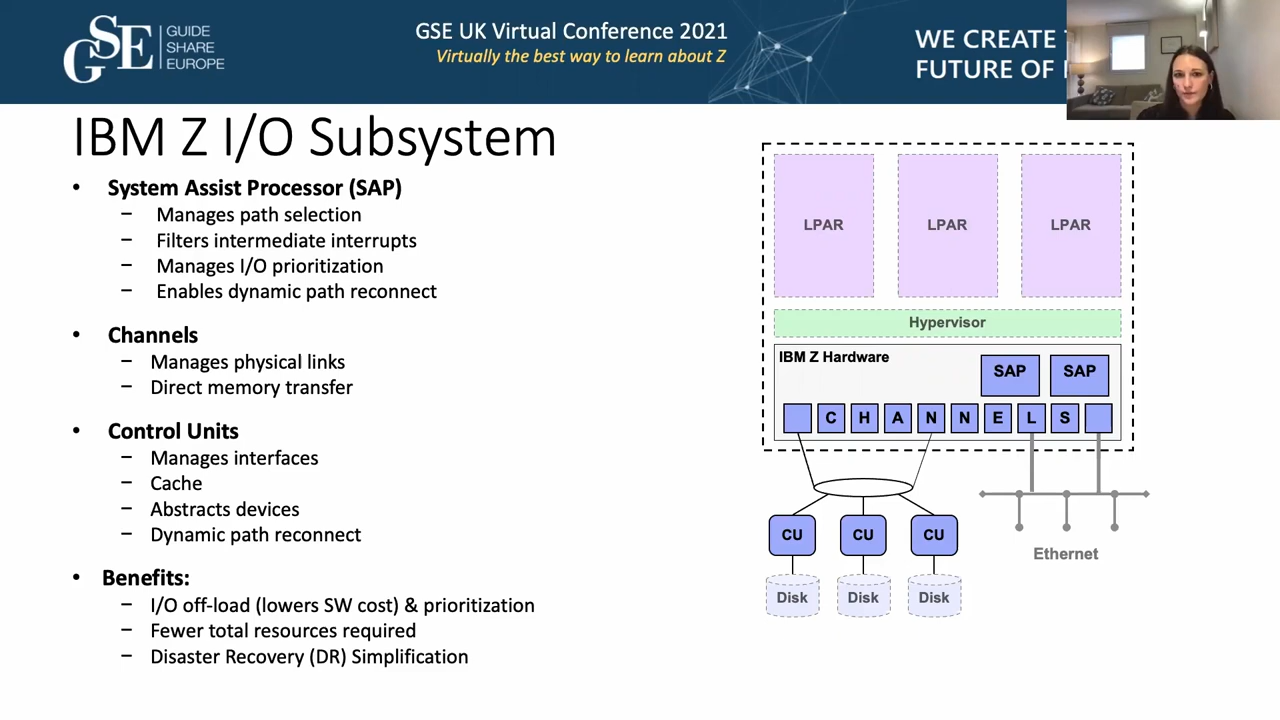 GSE
GUIDE
SHARE
EUROPE
GSE UK Virtual Conference 2021
Virtually the best way to learn about Z
WE CREATE
FUTURE OF
IBM Z I/O Subsystem
• System Assist Processor (SAP)
– Manages path selection
– Filters intermediate interrupts
– Manages I/O prioritization
– Enables dynamic path reconnect
• Channels
– Manages physical links
– Direct memory transfer
• Control Units
– Manages interfaces
– Cache
– Abstracts devices
– Dynamic path reconnect
• Benefits:
– I/O off-load (lowers SW cost) & prioritization
– Fewer total resources required
– Disaster Recovery (DR) Simplification
LPAR LPAR LPAR
Hypervisor
IBM Z Hardware
SAP SAP
C H A N N E L S
CU CU CU
Disk Disk Disk
Ethernet